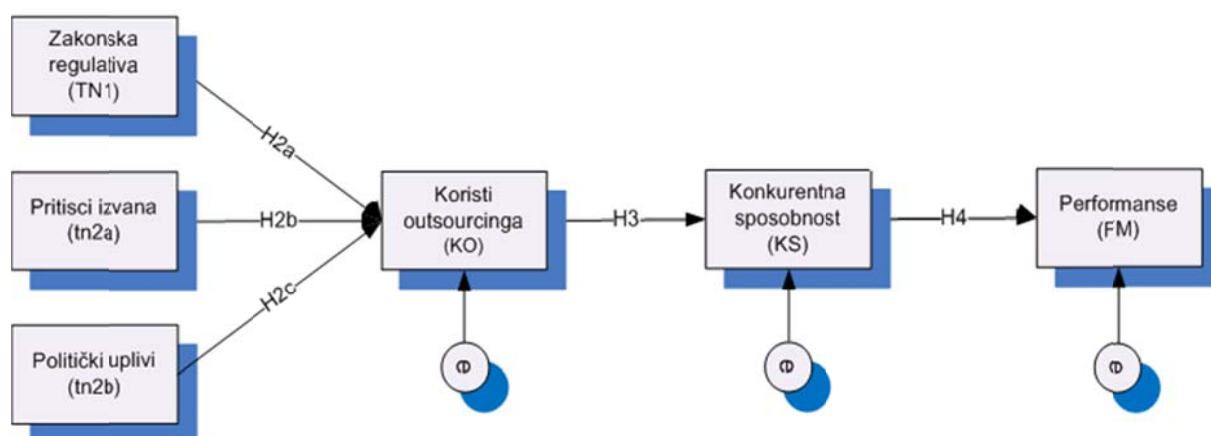 Zakonska
regulativa
(TN1)
H2a
Pritisci izvana
(tn2a)
H2b
Politički uplivi
(tn2b)
H2c
Koristi
outsourcinga
(KO)
H3
Konkurentna
sposobnost
(KS)
H4
Performanse
(FM)
e
e
e